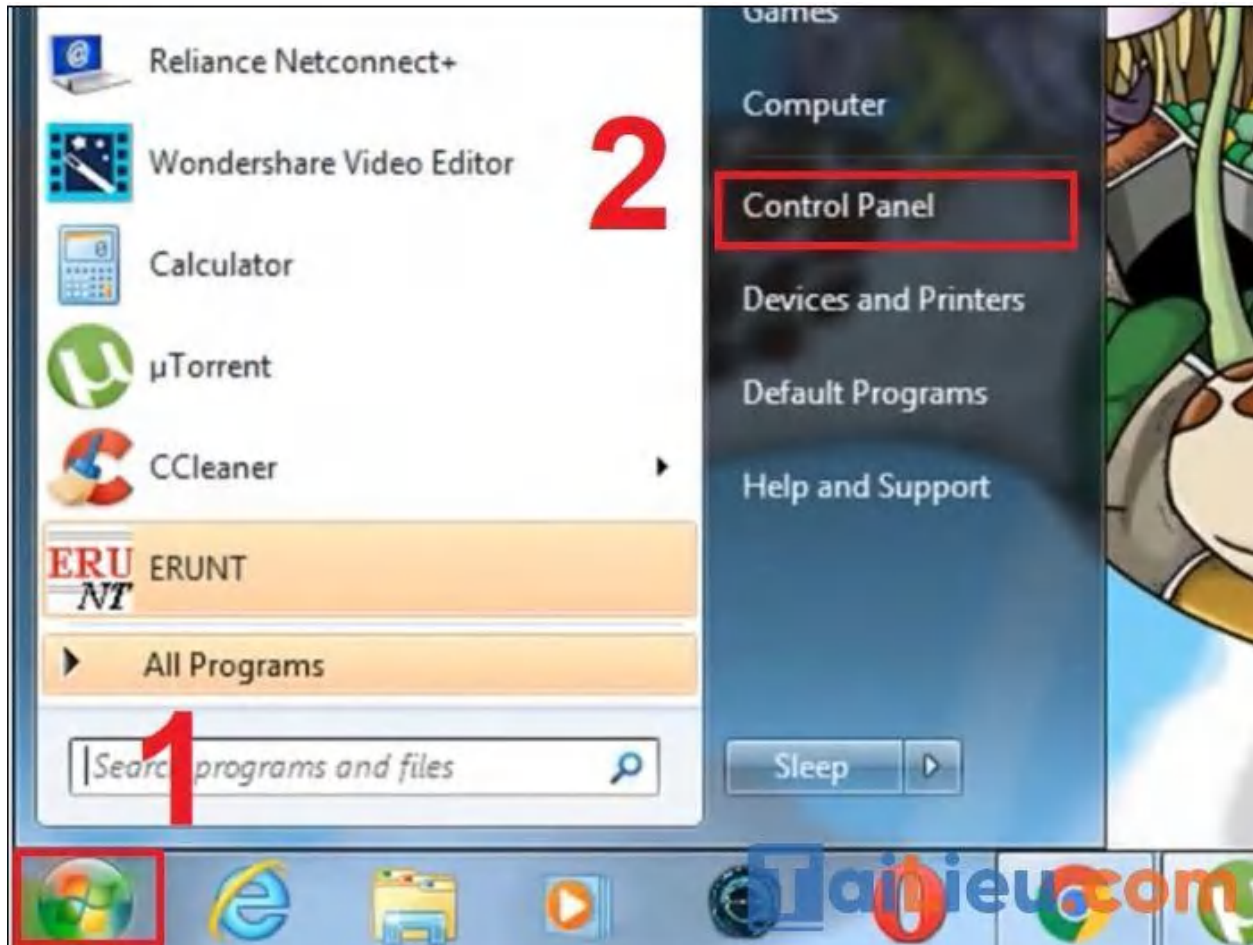 Reliance Netconnect+
Wondershare Video Editor
Calculator
µTorrent
CCleaner
ERU
NT
ERUNT
All Programs
Search programs and files
1
2
Games
Computer
Control Panel
Devices and Printers
Default Programs
Help and Support
Sleep
Tailieu.com